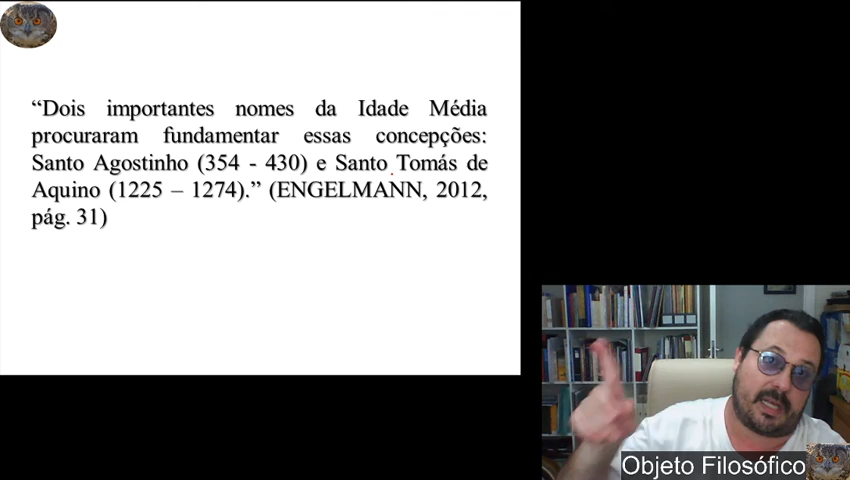 “Dois importantes nomes da Idade Média
procuraram fundamentar essas concepções:
Santo Agostinho (354 - 430) e Santo Tomás de
Aquino (1225 – 1274).” (ENGELMANN, 2012,
pág. 31)
Objeto Filosófico